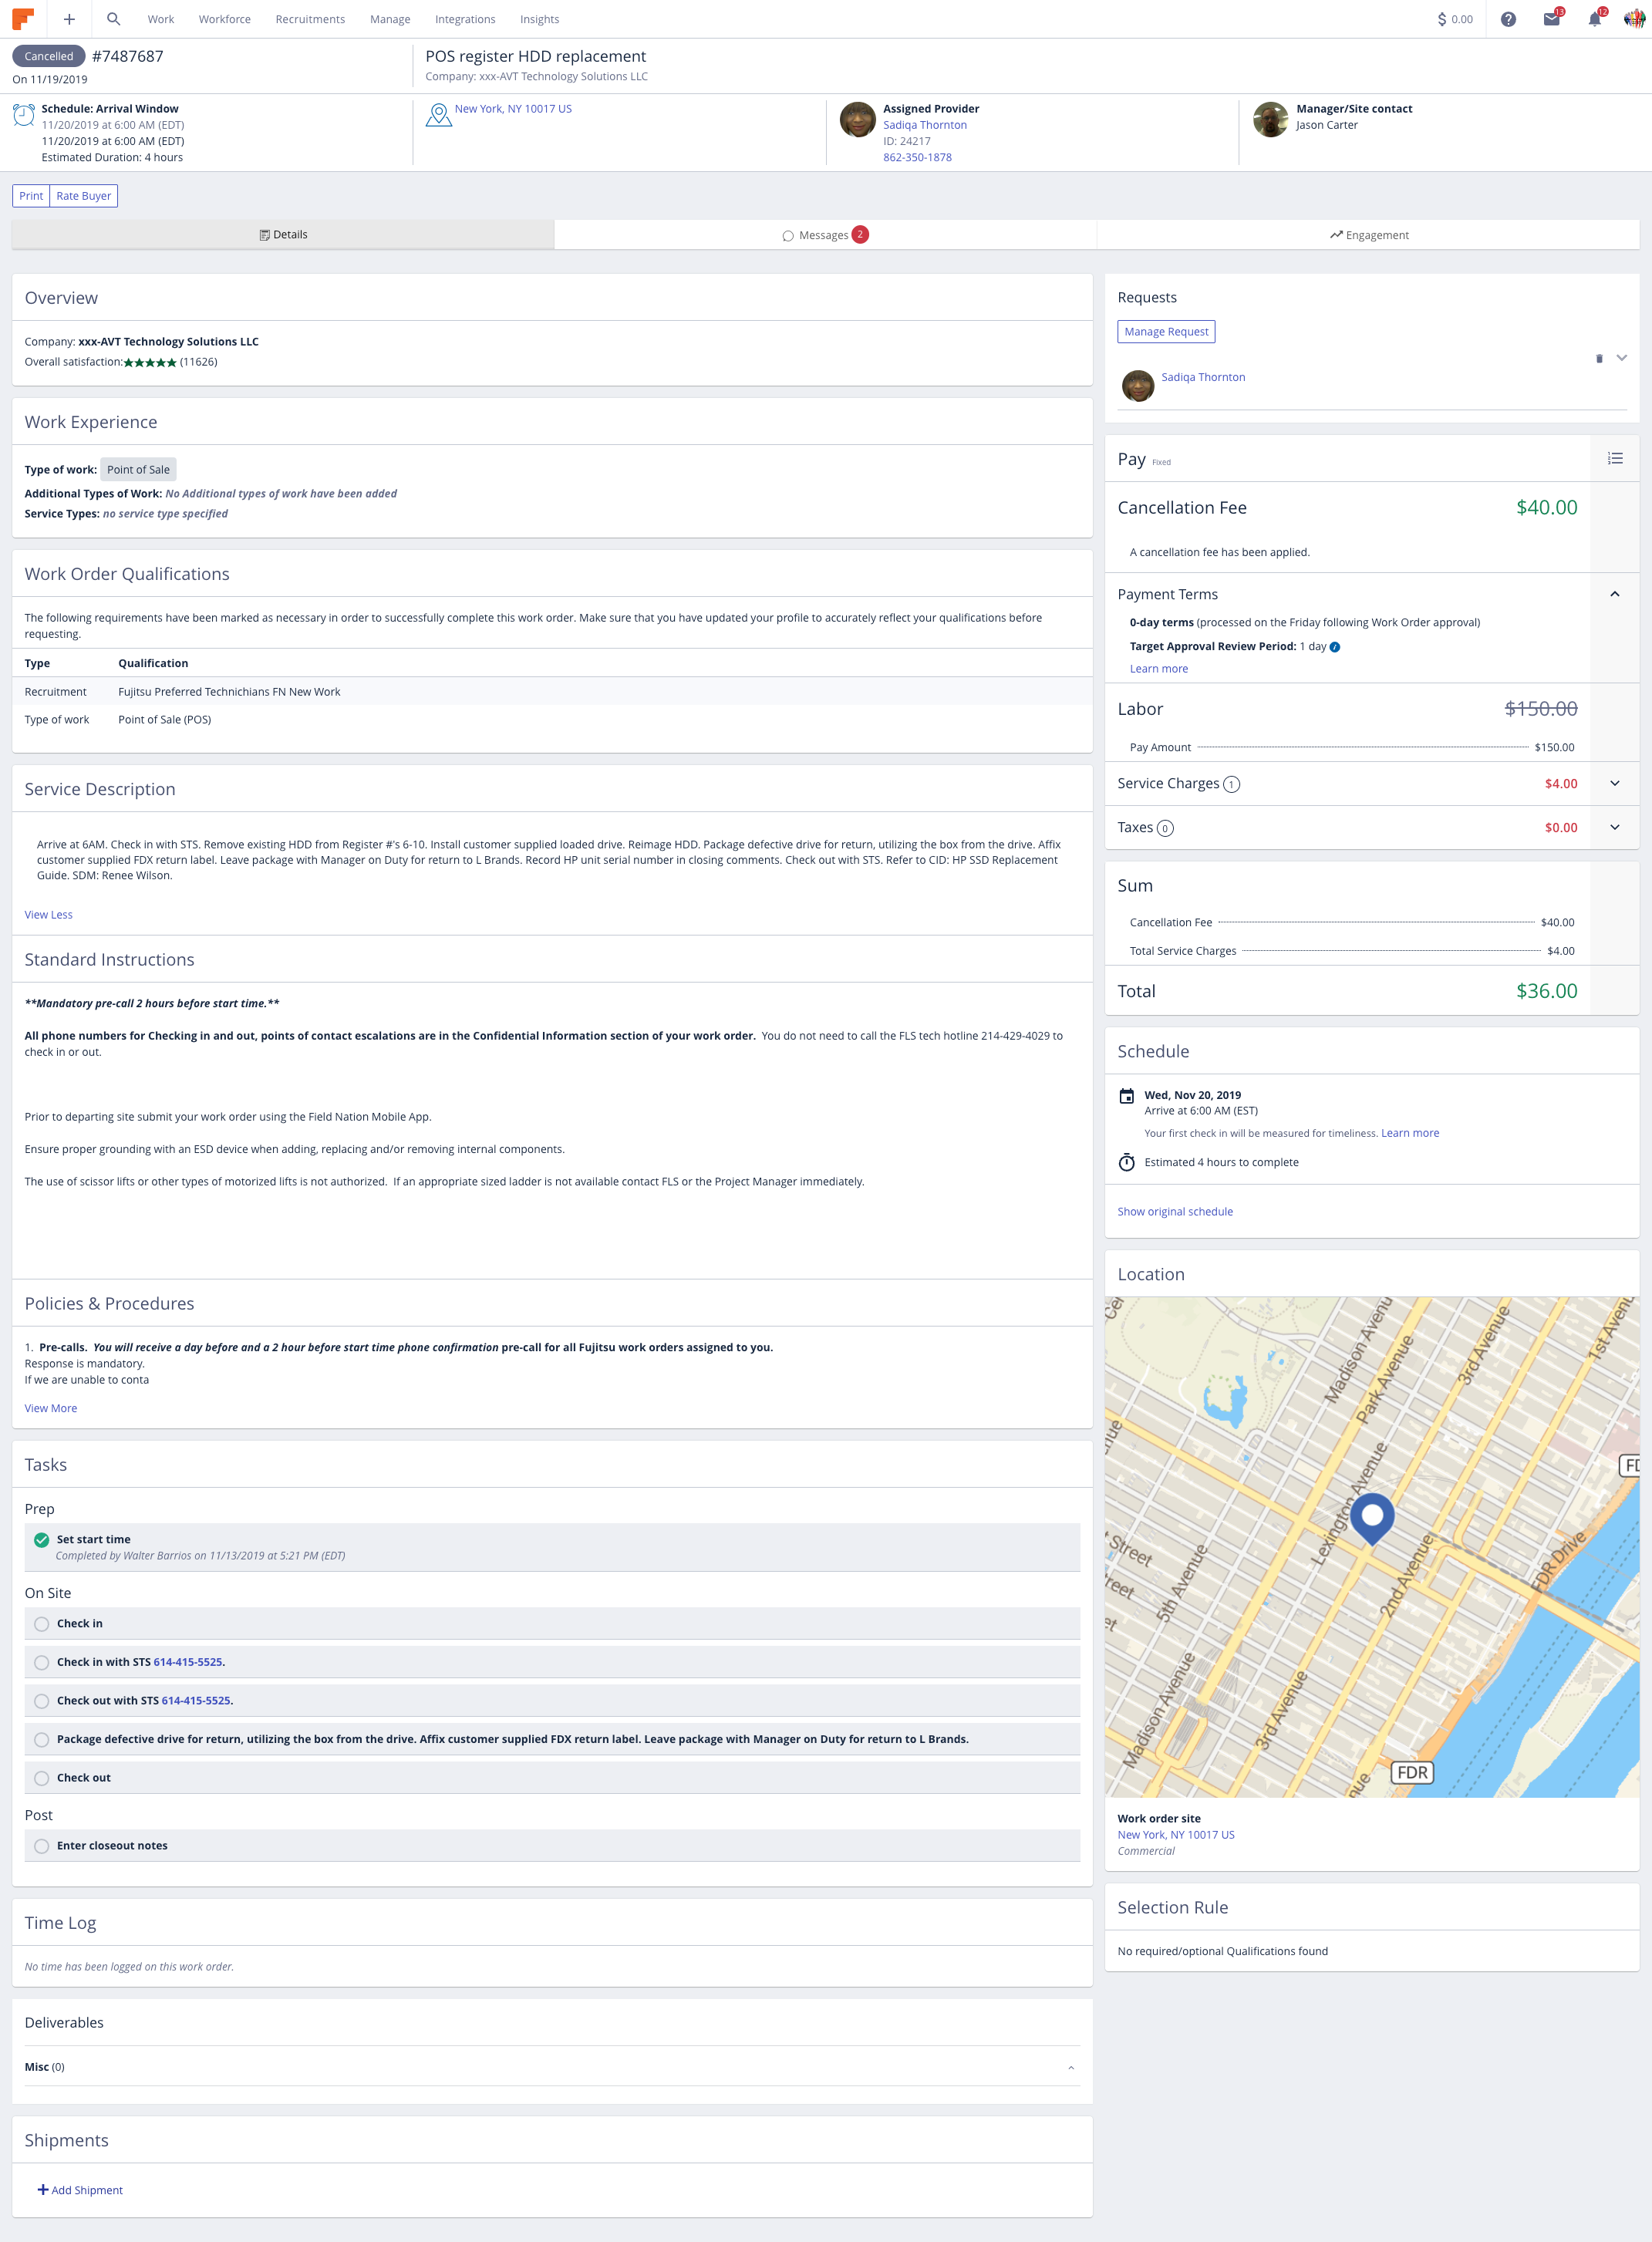 Work Workforce Recruitments Manage Integrations Insights $ 0.00 13 12
Cancelled #7487687
On 11/19/2019
POS register HDD replacement
Company: xxx-AVT Technology Solutions LLC
Schedule: Arrival Window
11/20/2019 at 6:00 AM (EDT)
11/20/2019 at 6:00 AM (EDT)
Estimated Duration: 4 hours
New York, NY 10017 US
Assigned Provider
Sadiqa Thornton
ID: 24217
862-350-1878
Manager/Site contact
Jason Carter
Print Rate Buyer
Details Messages 2 Engagement
Overview
Company: xxx-AVT Technology Solutions LLC
Overall satisfaction:★★★★★ (11626)
Work Experience
Type of work: Point of Sale
Additional Types of Work: No Additional types of work have been added
Service Types: no service type specified
Work Order Qualifications
The following requirements have been marked as necessary in order to successfully complete this work order. Make sure that you have updated your profile to accurately reflect your qualifications before
requesting.
Type Qualification
Recruitment Fujitsu Preferred Technichians FN New Work
Type of work Point of Sale (POS)
Service Description
Arrive at 6AM. Check in with STS. Remove existing HDD from Register #'s 6-10. Install customer supplied loaded drive. Reimage HDD. Package defective drive for return, utilizing the box from the drive. Affix
customer supplied FDX return label. Leave package with Manager on Duty for return to L Brands. Record HP unit serial number in closing comments. Check out with STS. Refer to CID: HP SSD Replacement
Guide. SDM: Renee Wilson.
View Less
Standard Instructions
**Mandatory pre-call 2 hours before start time.**
All phone numbers for Checking in and out, points of contact escalations are in the Confidential Information section of your work order. You do not need to call the FLS tech hotline 214-429-4029 to
check in or out.
Prior to departing site submit your work order using the Field Nation Mobile App.
Ensure proper grounding with an ESD device when adding, replacing and/or removing internal components.
The use of scissor lifts or other types of motorized lifts is not authorized. If an appropriate sized ladder is not available contact FLS or the Project Manager immediately.
Policies & Procedures
1. Pre-calls. You will receive a day before and a 2 hour before start time phone confirmation pre-call for all Fujitsu work orders assigned to you.
Response is mandatory.
If we are unable to conta
View More
Tasks
Prep
Set start time
Completed by Walter Barrios on 11/13/2019 at 5:21 PM (EDT)
On Site
Check in
Check in with STS 614-415-5525.
Check out with STS 614-415-5525.
Package defective drive for return, utilizing the box from the drive. Affix customer supplied FDX return label. Leave package with Manager on Duty for return to L Brands.
Check out
Post
Enter closeout notes
Time Log
No time has been logged on this work order.
Deliverables
Misc (0)
Shipments
Add Shipment
Requests
Manage Request
Sadiqa Thornton
Pay Fixed
Cancellation Fee $40.00
A cancellation fee has been applied.
Payment Terms
0-day terms (processed on the Friday following Work Order approval)
Target Approval Review Period: 1 day
Learn more
Labor $150.00
Pay Amount $150.00
Service Charges 1 $4.00
Taxes 0 $0.00
Sum
Cancellation Fee $40.00
Total Service Charges $4.00
Total $36.00
Schedule
Wed, Nov 20, 2019
Arrive at 6:00 AM (EST)
Your first check in will be measured for timeliness. Learn more
Estimated 4 hours to complete
Show original schedule
Location
Cer
Madison Avenu
Park Avenue
3rd Avenue
1st Avenu
nue
FD
Lexington Avenue
f Street
reet
5th Avenue
2nd Avenue
FDR Drive
et
Madison Avenue
3rd Avenue
nue
FDR
Work order site
New York, NY 10017 US
Commercial
Selection Rule
No required/optional Qualifications found